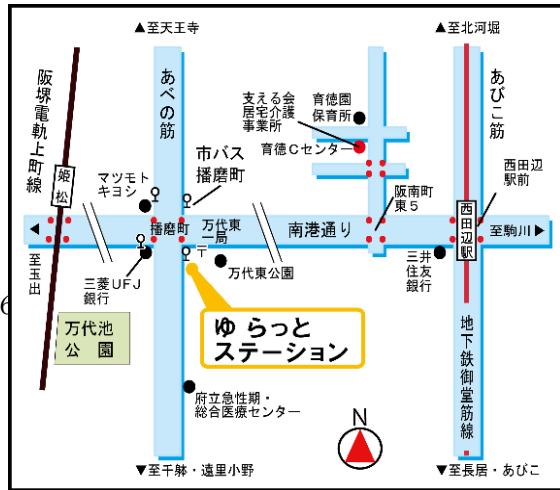 ▲至天王寺
▲至北河堀
阪堺電軌上町線
姫松
あべの筋
支える会
居宅介護
事業所
育徳園
保育所
育徳Cセンター
あびこ筋
マツモト
キヨシ
市バス
播磨町
西田辺
駅前
阪南町
東5
播磨町
万代東
一局
〒
南港通り
西田辺駅
◀
至玉出
▶
至駒川
三菱UFJ
銀行
万代東公園
三井
住友
銀行
万代池
公園
ゆらっと
ステーション
地下鉄御堂筋線
府立急性期・
総合医療センター
N
▼至千躰・遠里小野
▼至長居・あびこ
6